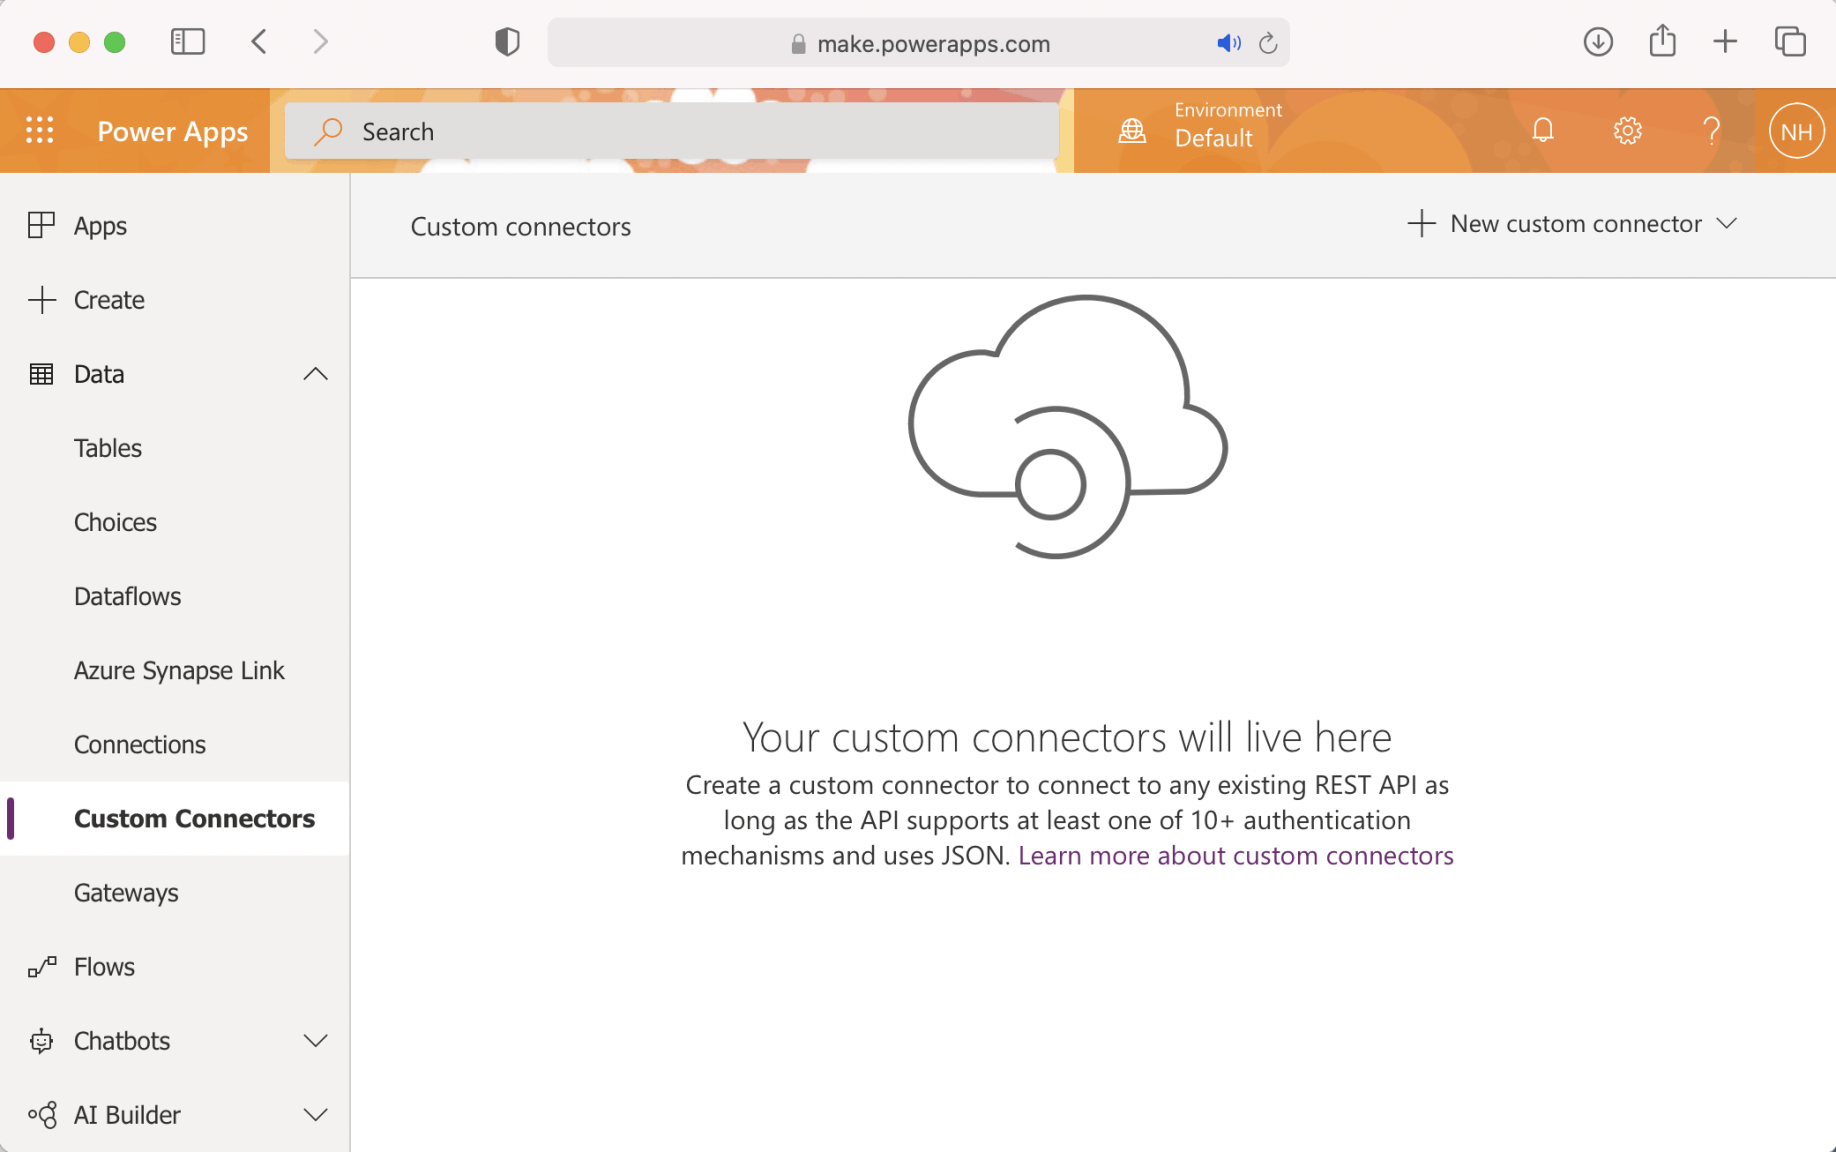 make.powerapps.com
Power Apps
Search
Environment
Default
NH
Apps
Create
Data
Tables
Choices
Dataflows
Azure Synapse Link
Connections
Custom Connectors
Gateways
Flows
Chatbots
AI Builder
Custom connectors
New custom connector
Your custom connectors will live here
Create a custom connector to connect to any existing REST API as
long as the API supports at least one of 10+ authentication
mechanisms and uses JSON. Learn more about custom connectors